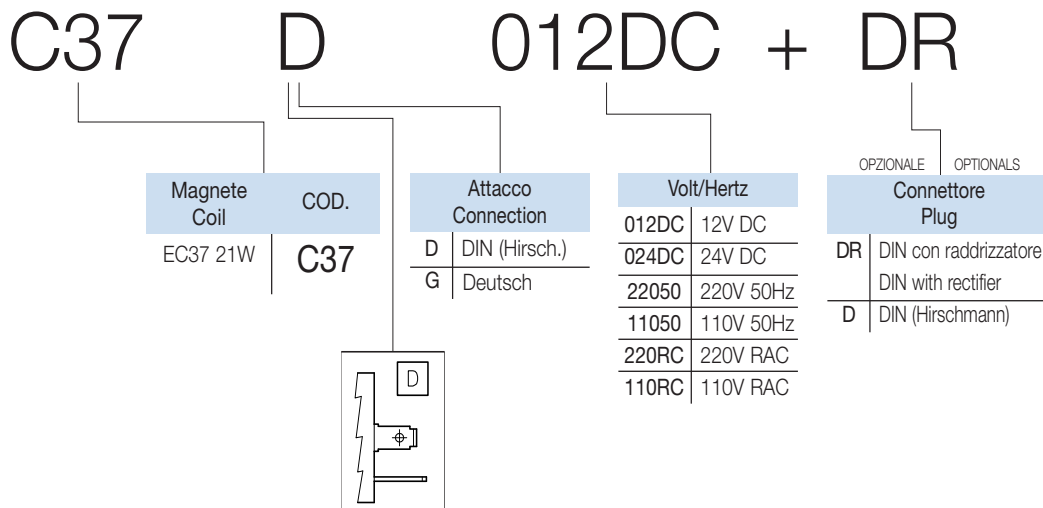 C37 D 012DC + DR
OPZIONALE OPTIONALS
Magnete
Coil
COD.
EC37 21W
C37
Attacco
Connection
D DIN (Hirsch.)
G Deutsch
D
Volt/Hertz
012DC 12V DC
024DC 24V DC
22050 220V 50Hz
11050 110V 50Hz
220RC 220V RAC
110RC 110V RAC
Connettore
Plug
DR DIN con raddrizzatore
DIN with rectifier
D DIN (Hirschmann)